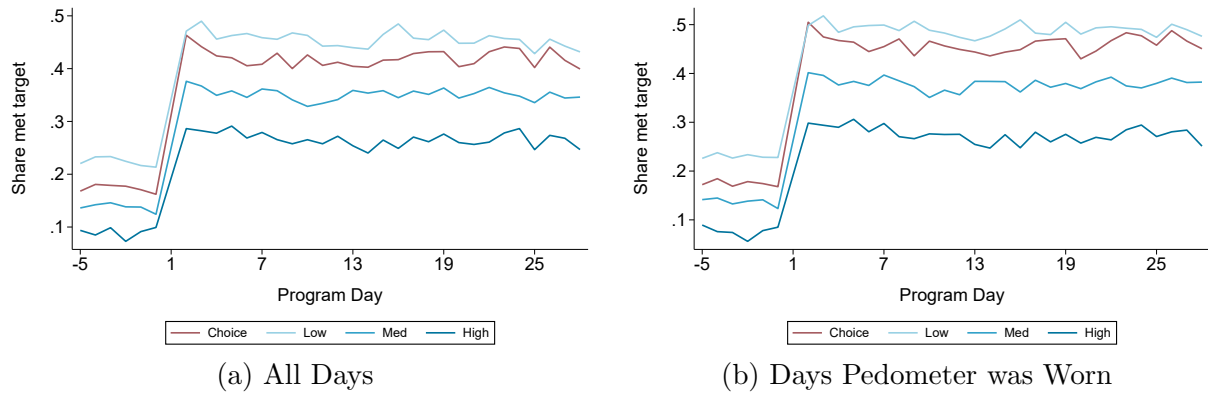 Share met target
.5
.4
.3
.2
.1
-5 1 7 13 19 25
Program Day
Choice Low Med High
(a) All Days
Share met target
.5
.4
.3
.2
.1
-5 1 7 13 19 25
Program Day
Choice Low Med High
(b) Days Pedometer was Worn